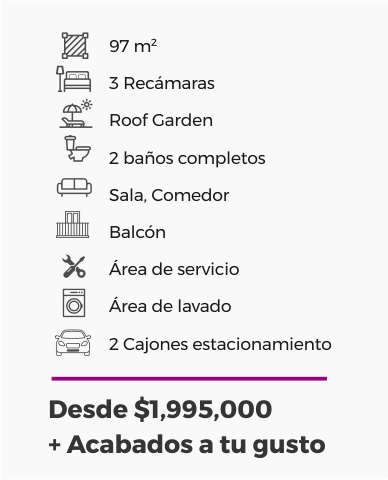 97 m²
3 Recámaras
Roof Garden
2 baños completos
Sala, Comedor
Balcón
Área de servicio
Área de lavado
2 Cajones estacionamiento
Desde $1,995,000
+ Acabados a tu gusto